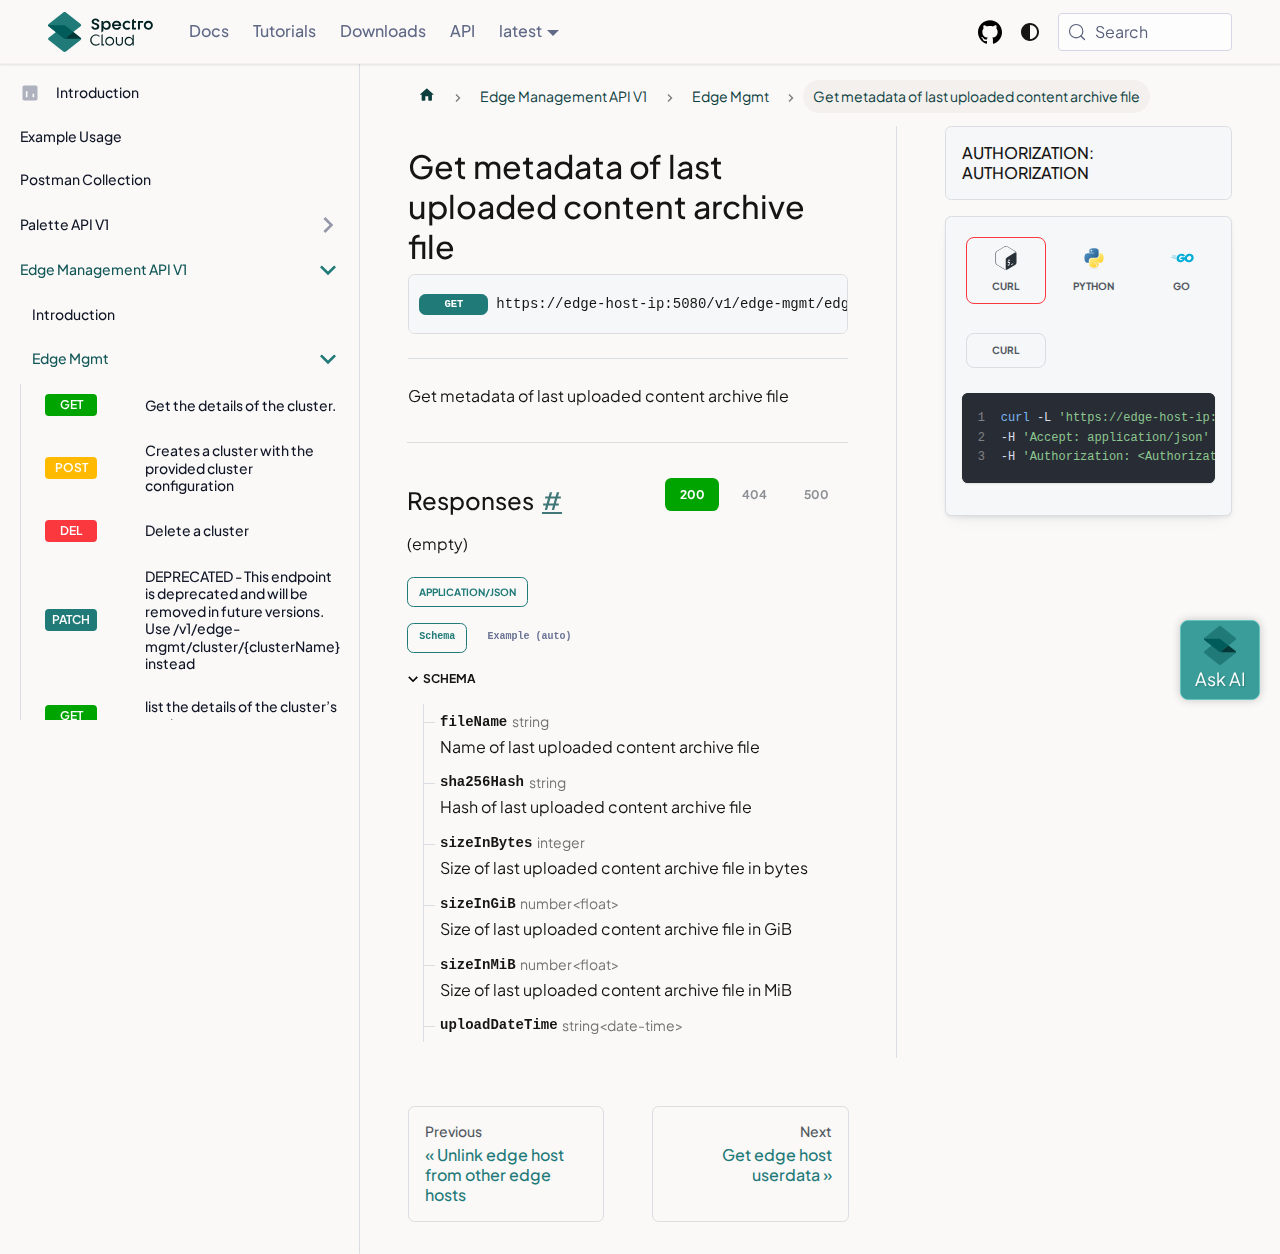 Spectro
Cloud
Docs
Tutorials
Downloads
API
latest
Search
Introduction
Example Usage
Postman Collection
Palette API V1
Edge Management API V1
Introduction
Edge Mgmt
GET
Get the details of the cluster.
POST
Creates a cluster with the
provided cluster
configuration
DEL
Delete a cluster
PATCH
DEPRECATED - This endpoint
is deprecated and will be
removed in future versions.
Use /v1/edge-
mgmt/cluster/{clusterName}
instead
GET
list the details of the cluster's
Edge Management API V1
Edge Mgmt
Get metadata of last uploaded content archive file
Get metadata of last
uploaded content archive
file
GET
https://edge-host-ip:5080/v1/edge-mgmt/edg
Get metadata of last uploaded content archive file
Responses #
200
404
500
(empty)
APPLICATION/JSON
Schema
Example (auto)
SCHEMA
fileName string
Name of last uploaded content archive file
sha256Hash string
Hash of last uploaded content archive file
sizeInBytes integer
Size of last uploaded content archive file in bytes
sizeInGiB number<float>
Size of last uploaded content archive file in GiB
sizeInMiB number<float>
Size of last uploaded content archive file in MiB
uploadDateTime string<date-time>
Previous
« Unlink edge host
from other edge
hosts
Next
Get edge host
userdata »
AUTHORIZATION:
AUTHORIZATION
CURL
PYTHON
GO
CURL
1 curl -L 'https://edge-host-ip:
2 -H 'Accept: application/json'
3 -H 'Authorization: <Authorizat
Ask AI